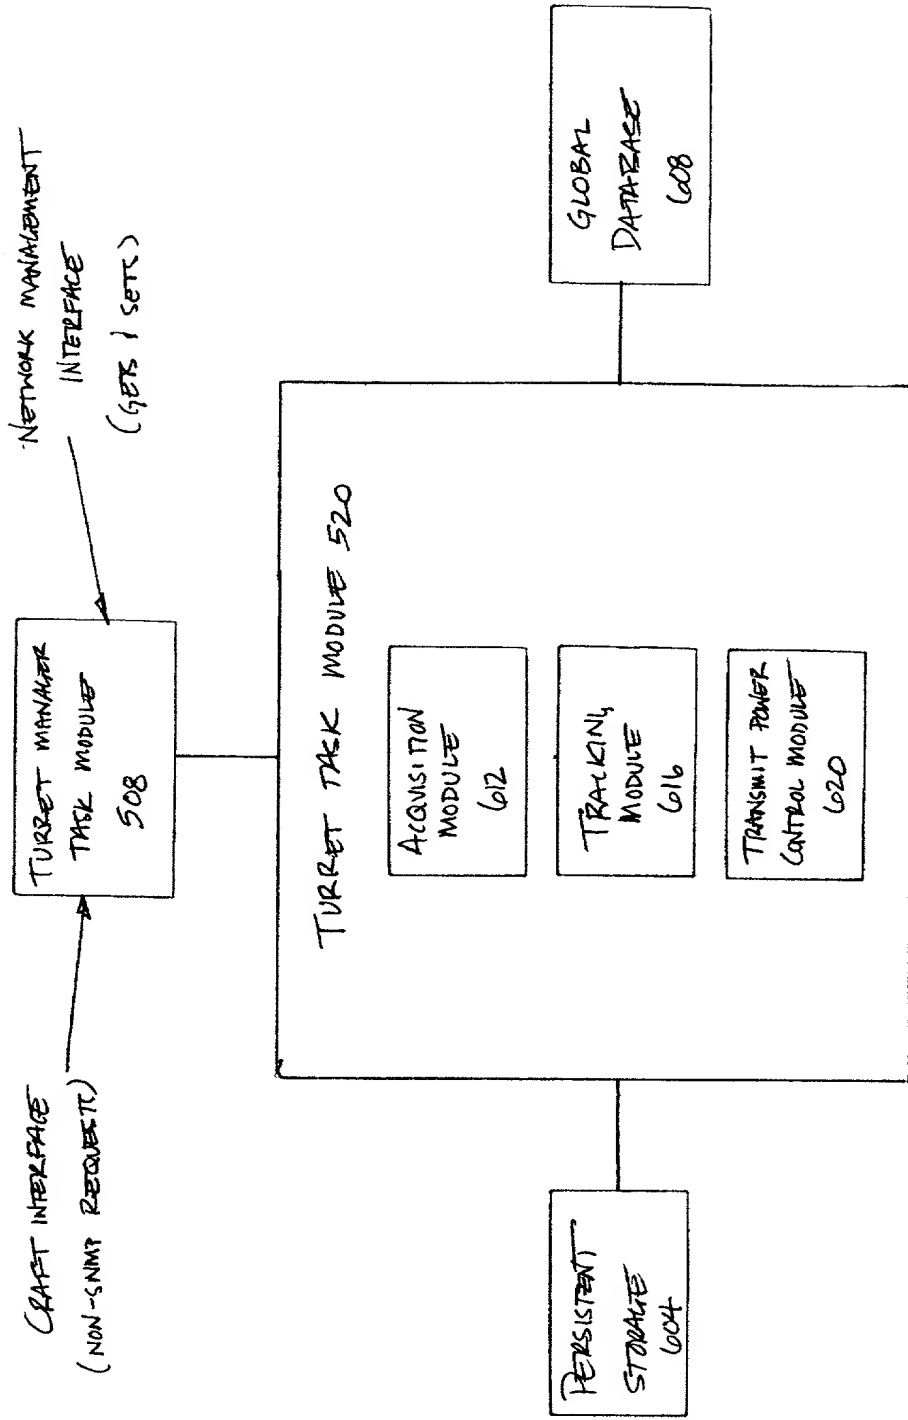 CRAFT INTERFACE
(NON-SNMP REQUESTS)
NETWORK MANAGEMENT
INTERFACE
(GETS / SETS)
TURRET MANAGER
TASK MODULE
508
TURRET TASK MODULE 520
ACQUISITION
MODULE
612
TRACKING
MODULE
616
TRANSMIT POWER
CONTROL MODULE
620
PERSISTENT
STORAGE
604
GLOBAL
DATABASE
608